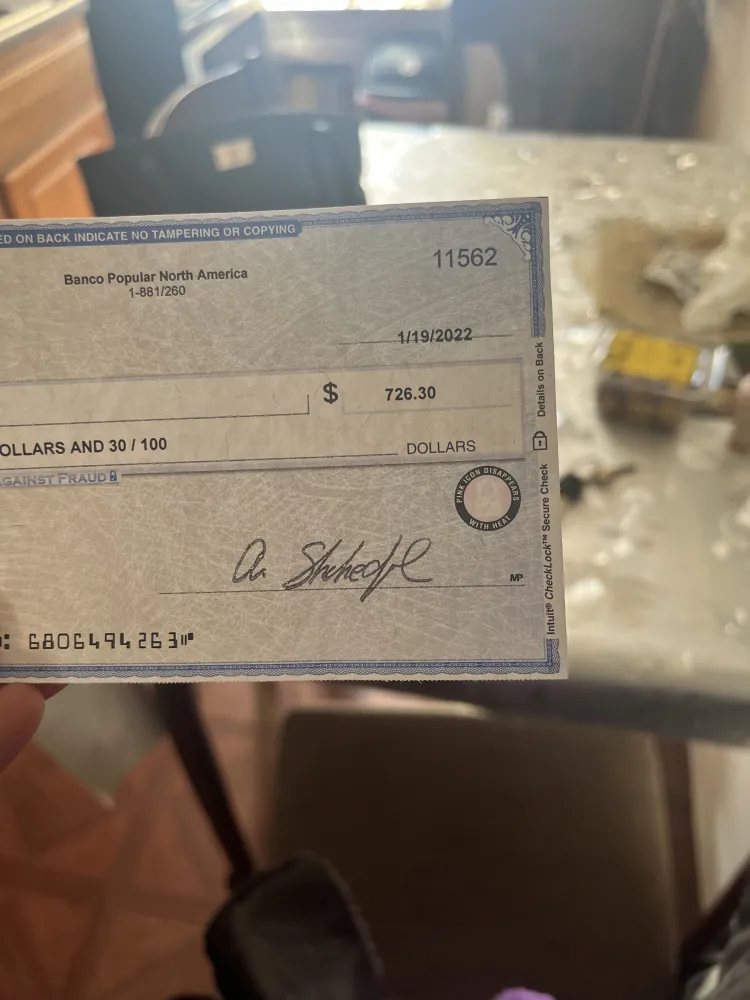 ED ON BACK INDICATE NO TAMPERING OR COPYING
11562
Banco Popular North America
1-881/260
1/19/2022
$ 726.30
OLLARS AND 30 / 100
DOLLARS
AGAINST FRAUD
PINK ICON DISAPPEARS
WITH HEAT
MP
6806494263
Intuit® CheckLock™ Secure Check
Details on Back